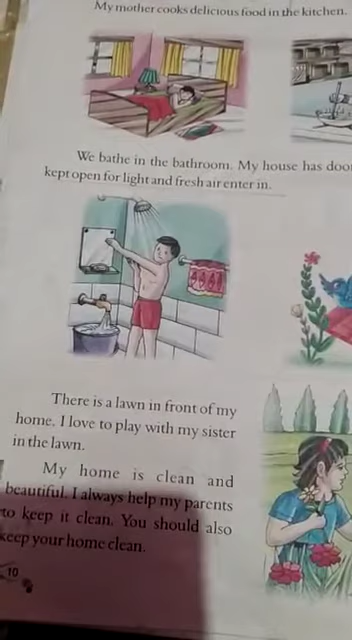 My mother cooks delicious food in the kitchen.
We bathe in the bathroom. My house has
kept open for light and fresh air enter in.
There is a lawn in front of my
home. I love to play with my sister
in the lawn.
My home is clean and
beautiful. I always help my parents
to keep it clean. You should also
keep your home clean.
10